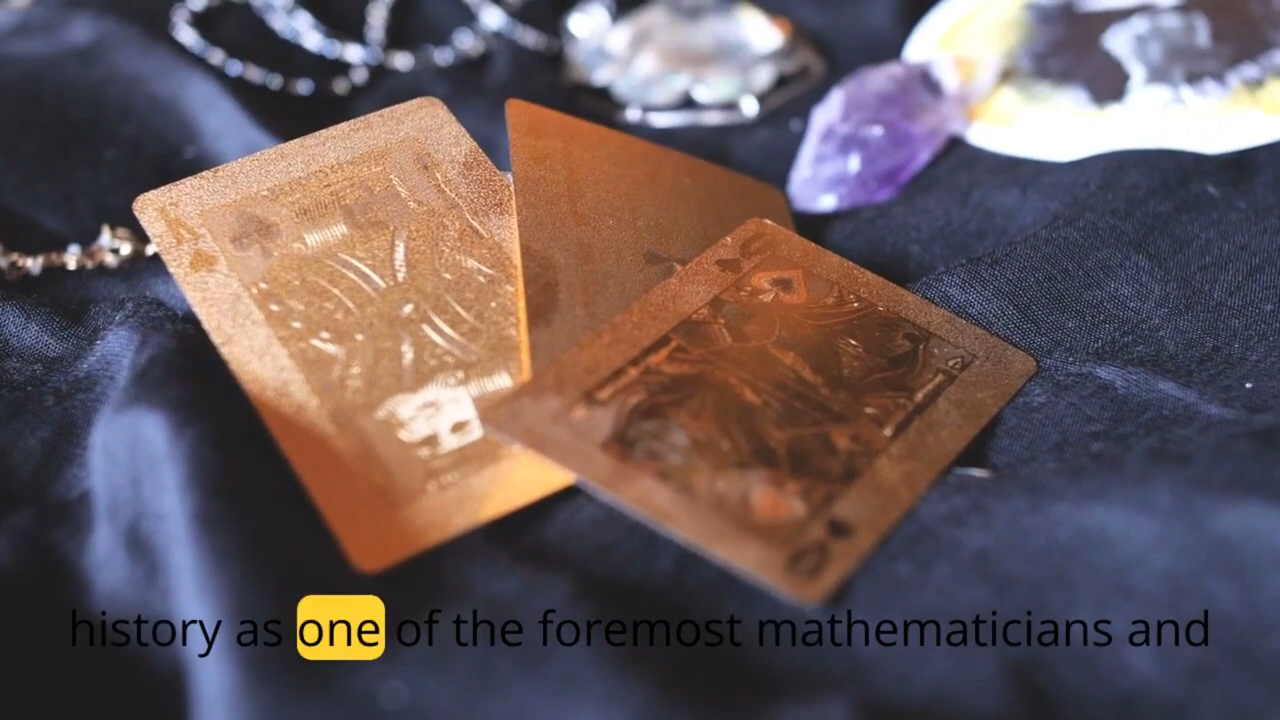 history as one of the foremost mathematicians and